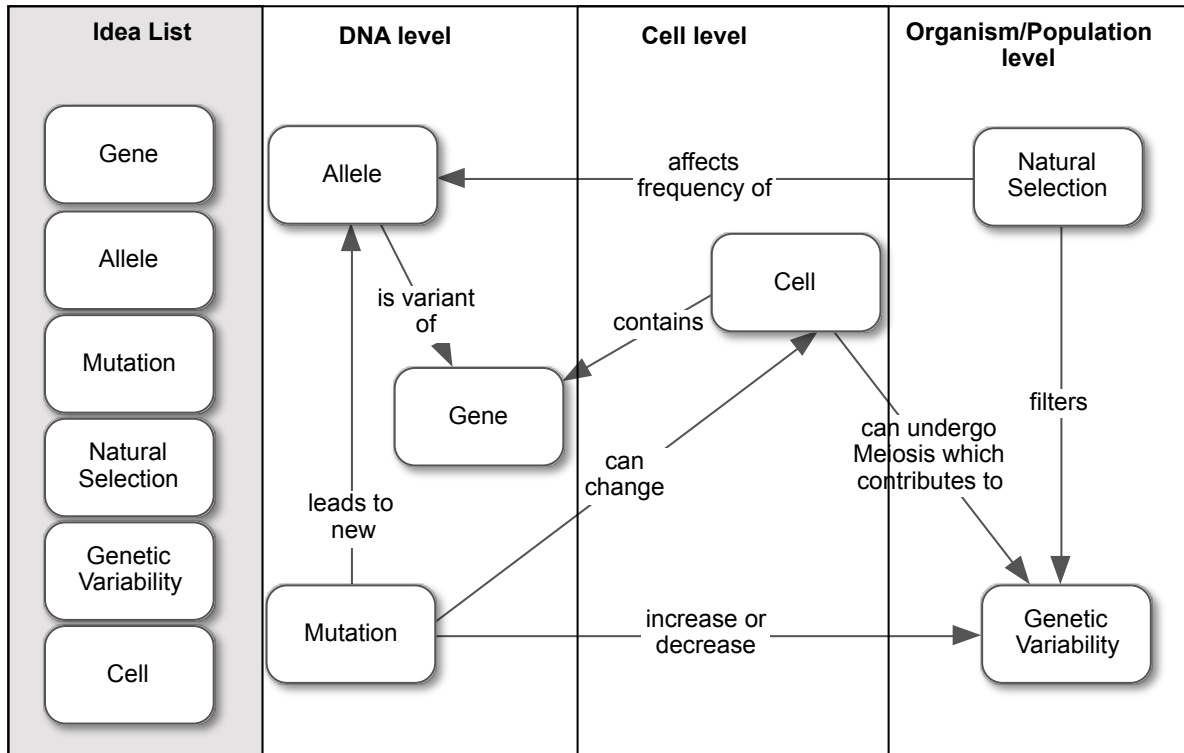 Idea List
Gene
Allele
Mutation
Natural
Selection
Genetic
Variability
Cell
DNA level
Allele
is variant
of
Gene
leads to
new
Mutation
Cell level
affects
frequency of
Cell
contains
can
change
increase or
decrease
Organism/Population
level
Natural
Selection
filters
can undergo
Meiosis which
contributes to
Genetic
Variability